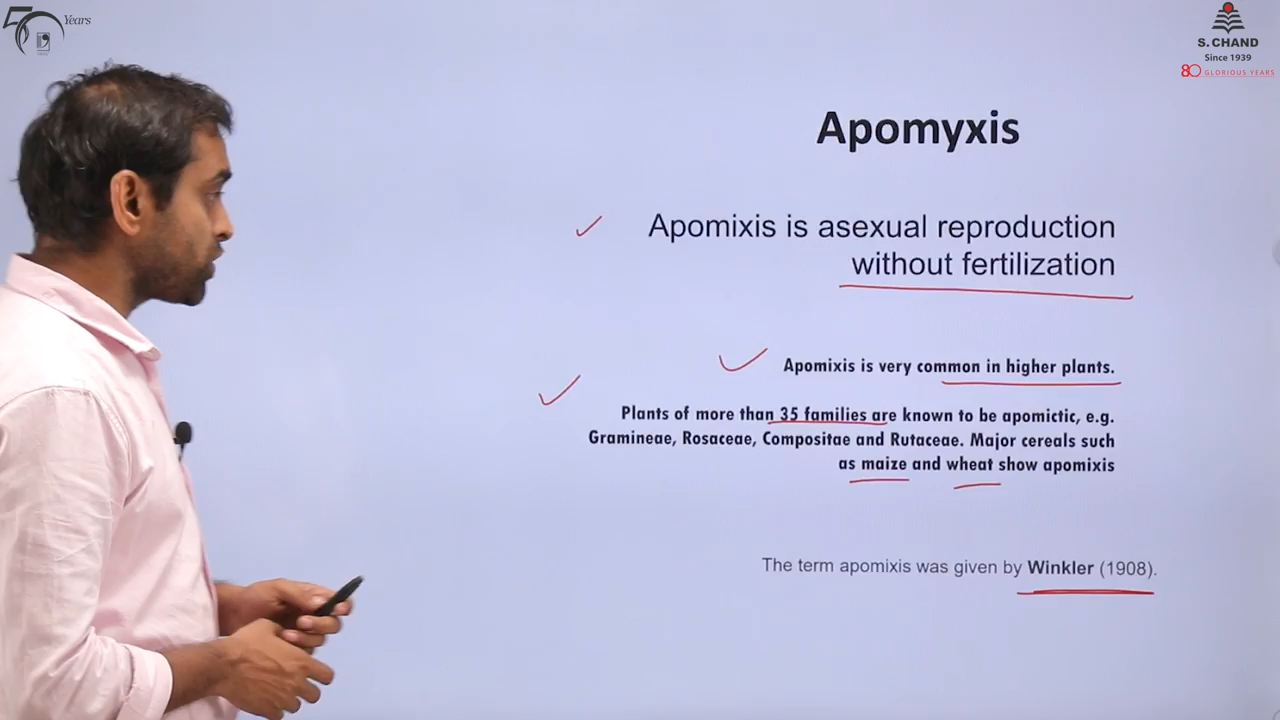 50 Years
S. CHAND
Since 1939
80 GLORIOUS YEARS
Apomyxis
Apomixis is asexual reproduction
without fertilization
Apomixis is very common in higher plants.
Plants of more than 35 families are known to be apomictic, e.g.
Gramineae, Rosaceae, Compositae and Rutaceae. Major cereals such
as maize and wheat show apomixis
The term apomixis was given by Winkler (1908).